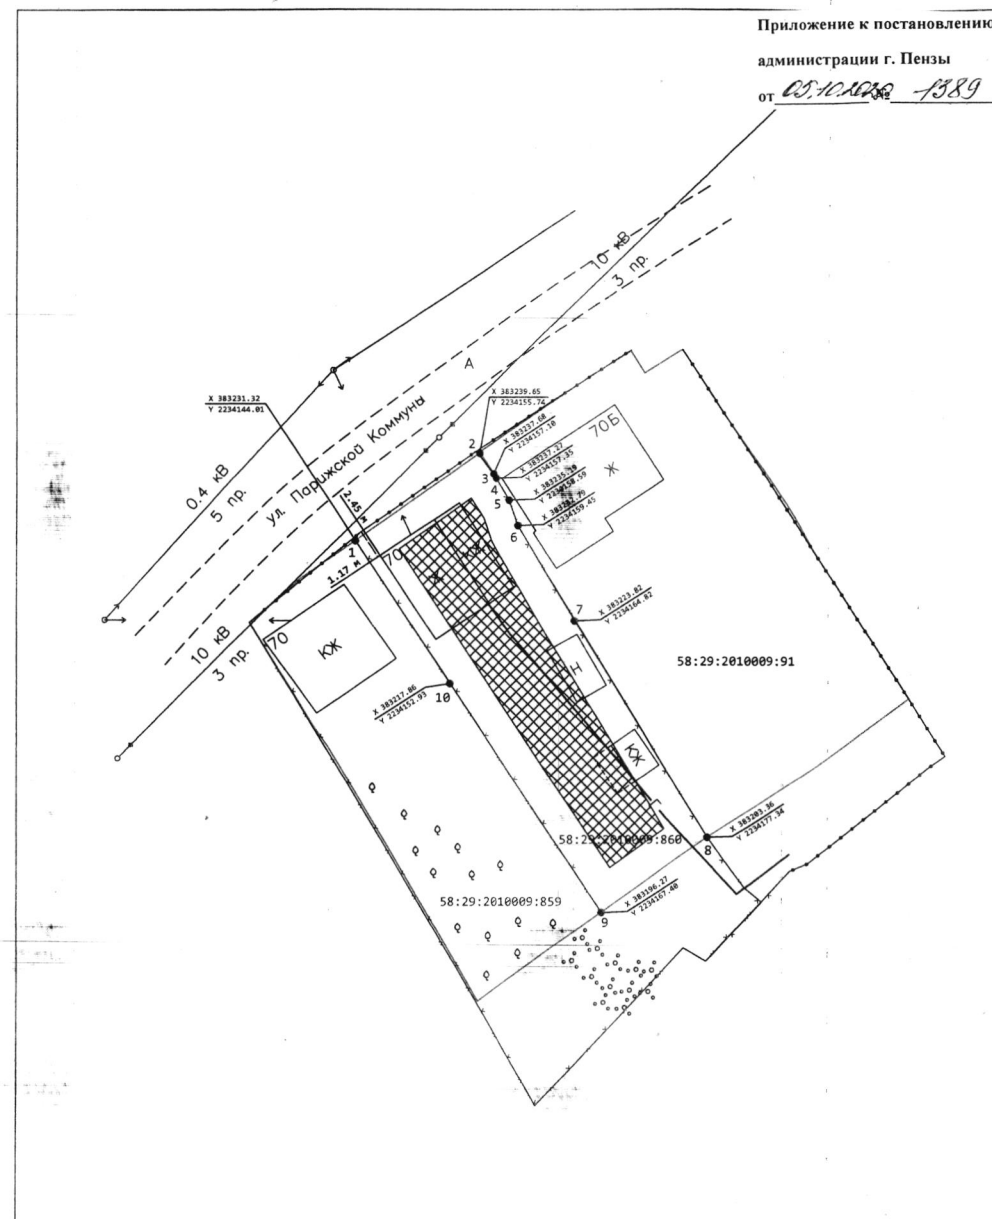 Приложение к постановлению
администрации г. Пензы
от 05.10.2020 № 1389
10 кВ
3 пр.
А
X 383231.32
Y 2234144.01
X 383239.65
Y 2234155.74
2
X 383237.68
Y 2234157.10
70Б
X 383237.27
Y 2234157.35
3
ул. Парижской Коммуны
0.4 кВ
5 пр.
Ж
4
5
2.45 м
Y 2234159.45
6
1
70
1.17 м
КЖ
Ж
7
X 383223.82
Y 2234164.82
10 кВ
3 пр.
70
КЖ
58:29:2010009:91
Н
10
X 383217.86
Y 2234152.93
КЖ
X 383203.36
Y 2234177.34
58:29:2010009:860
8
58:29:2010009:859
X 383196.27
Y 2234167.40
9